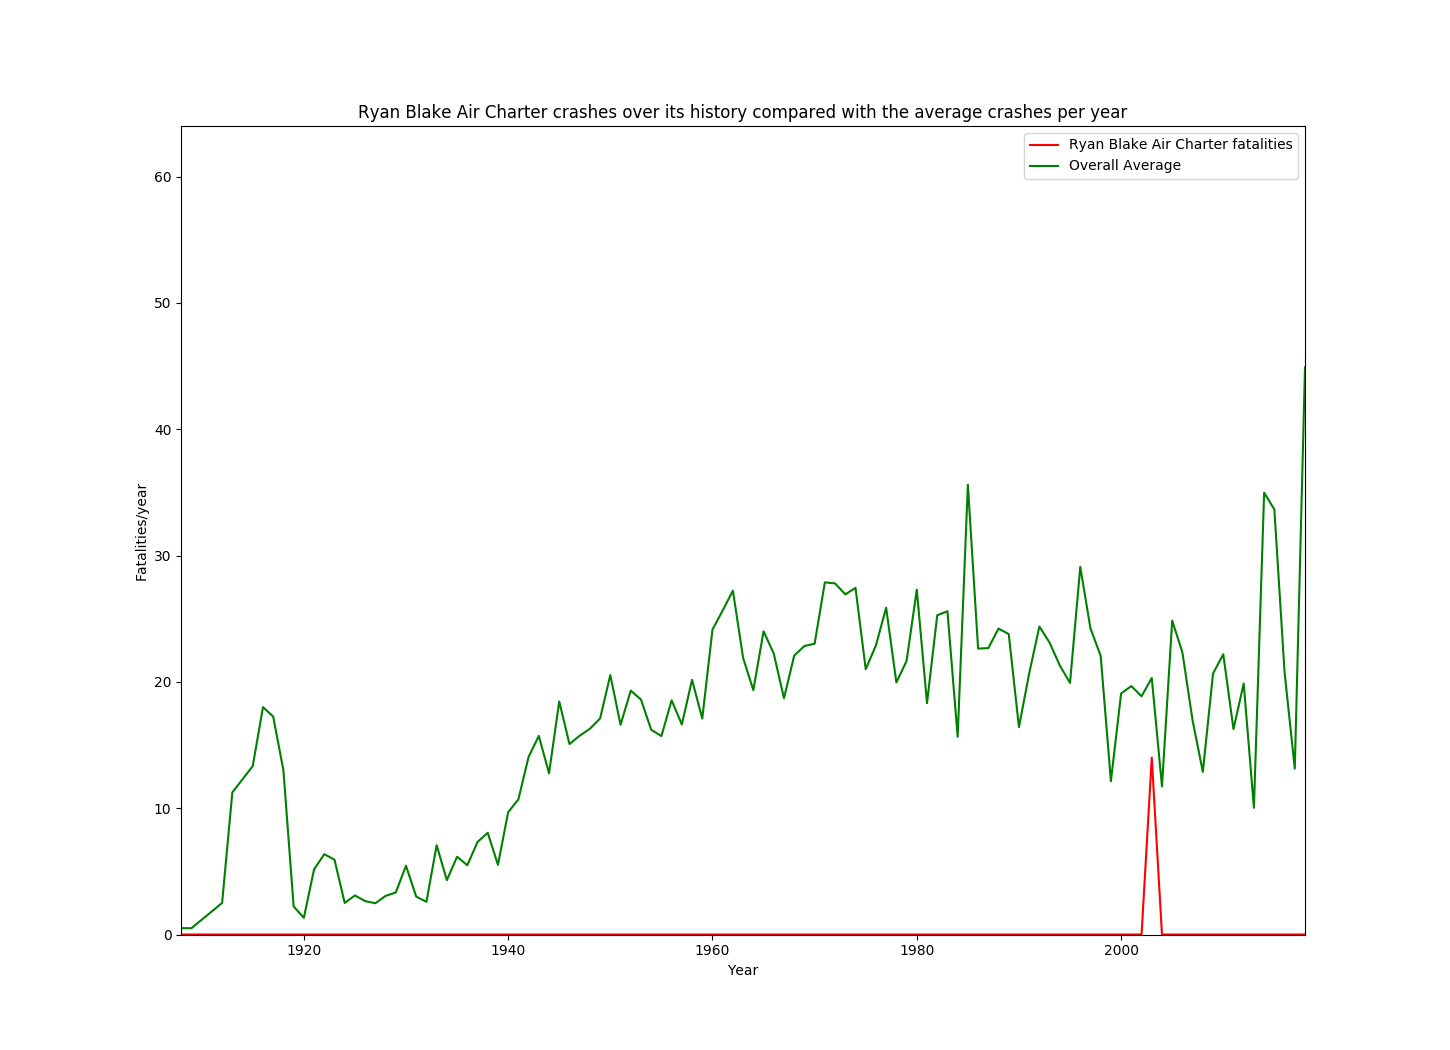 Ryan Blake Air Charter crashes over its history compared with the average crashes per year
Ryan Blake Air Charter fatalities
Overall Average
60
50
40
30
20
10
0
Fatalities/year
1920 1940 1960 1980 2000
Year